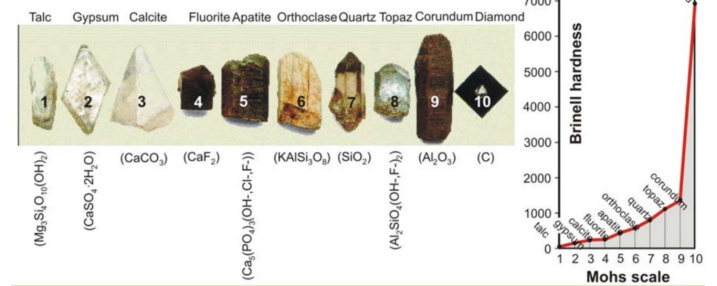 Talc Gypsum Calcite Fluorite Apatite Orthoclase Quartz Topaz Corundum Diamond
1 2 3 4 5 6 7 8 9 10
(Mg₃Si₄O₁₀(OH)₂)
(CaSO₄·2H₂O)
(CaCO₃)
(CaF₂)
(Ca₅(PO₄)₃(OH-,Cl-,F-))
(KAlSi₃O₈)
(SiO₂)
(Al₂SiO₄(OH-,F-)₂)
(Al₂O₃)
(C)
Brinell hardness
7000
6000
5000
4000
3000
2000
1000
0
talc
gypsum
calcite
fluorite
apatite
orthoclase
quartz
topaz
corundum
1 2 3 4 5 6 7 8 9 10
Mohs scale